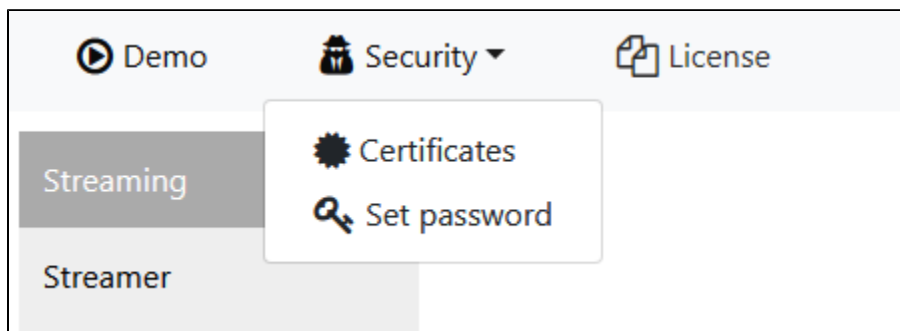 Demo Security License
Certificates
Streaming
Set password
Streamer